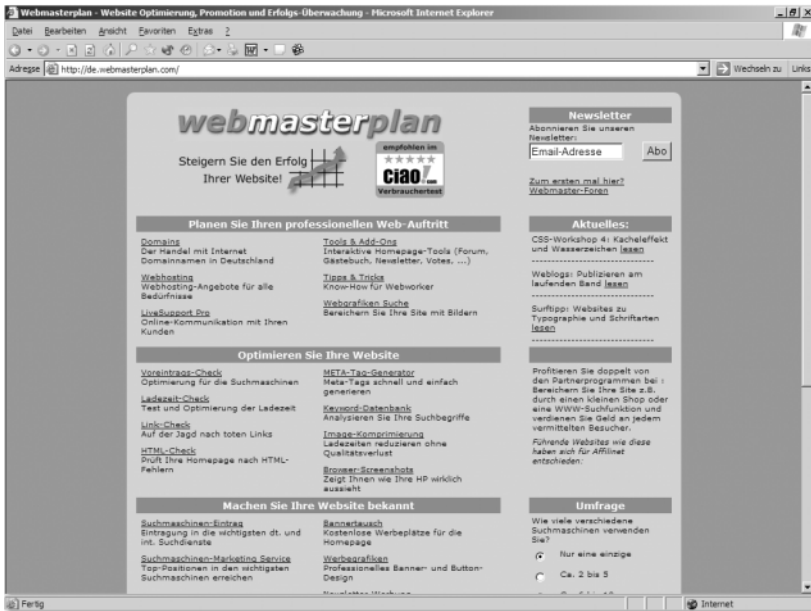 Webmasterplan - Website Optimierung, Promotion und Erfolgs-Überwachung - Microsoft Internet Explorer
Datei Bearbeiten Ansicht Favoriten Extras ?
Adresse http://de.webmasterplan.com/ Wechseln zu Links
webmasterplan
Steigern Sie den Erfolg
Ihrer Website!
empfohlen im
ciao!.com
Verbrauchertest
Newsletter
Abonnieren Sie unseren
Newsletter:
Email-Adresse Abo
Zum ersten mal hier?
Webmaster-Foren
Planen Sie Ihren professionellen Web-Auftritt
Domains
Der Handel mit Internet
Domainnamen in Deutschland
Webhosting
Webhosting-Angebote für alle
Bedürfnisse
LiveSupport Pro
Online-Kommunikation mit Ihren
Kunden
Tools & Add-Ons
Interaktive Homepage-Tools (Forum,
Gästebuch, Newsletter, Votes, ...)
Tipps & Tricks
Know-How für Webworker
Webgrafiken Suche
Bereichern Sie Ihre Site mit Bildern
Aktuelles:
CSS-Workshop 4: Kacheleffekt
und Wasserzeichen lesen
------------------------------
Weblogs: Publizieren am
laufenden Band lesen
------------------------------
Surftipp: Websites zu
Typographie und Schriftarten
lesen
------------------------------
Optimieren Sie Ihre Website
Voreintrags-Check
Optimierung für die Suchmaschinen
Ladezeit-Check
Test und Optimierung der Ladezeit
Link-Check
Auf der Jagd nach toten Links
HTML-Check
Prüft Ihre Homepage nach HTML-
Fehlern
META-Tag-Generator
Meta-Tags schnell und einfach
generieren
Keyword-Datenbank
Analysieren Sie Ihre Suchbegriffe
Image-Komprimierung
Ladezeiten reduzieren ohne
Qualitätsverlust
Browser-Screenshots
Zeigt Ihnen wie Ihre HP wirklich
aussieht
Profitieren Sie doppelt von
den Partnerprogrammen bei :
Bereichern Sie Ihre Site z.B.
durch einen kleinen Shop oder
eine WWW-Suchfunktion und
verdienen Sie Geld an jedem
vermittelten Besucher.
Führende Websites wie diese
haben sich für Affilinet
entschieden:
Machen Sie Ihre Website bekannt
Suchmaschinen-Eintrag
Eintragung in die wichtigsten dt. und
int. Suchdienste
Suchmaschinen-Marketing Service
Top-Positionen in den wichtigsten
Suchmaschinen erreichen
Bannertausch
Kostenlose Werbeplätze für die
Homepage
Werbegrafiken
Professionelles Banner- und Button-
Design
Newsletter-Werbung
Umfrage
Wie viele verschiedene
Suchmaschinen verwenden
Sie?
Nur eine einzige
Ca. 2 bis 5
Fertig Internet